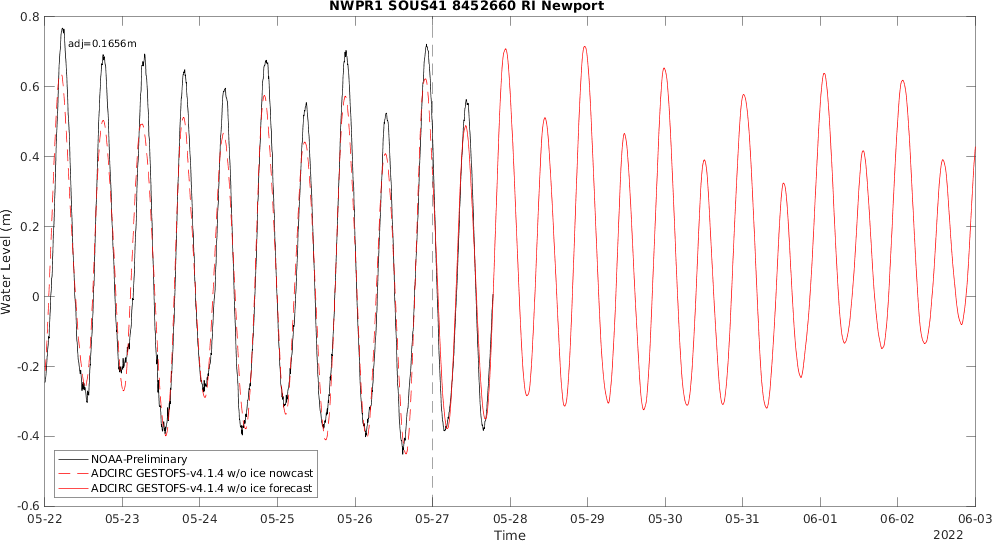 NWPR1 SOUS41 8452660 RI Newport
adj=0.1656m
0.8
0.6
0.4
0.2
0
-0.2
-0.4
-0.6
Water Level (m)
NOAA-Preliminary
ADCIRC GESTOFS-v4.1.4 w/o ice nowcast
ADCIRC GESTOFS-v4.1.4 w/o ice forecast
05-22 05-23 05-24 05-25 05-26 05-27 05-28 05-29 05-30 05-31 06-01 06-02 06-03
Time
2022